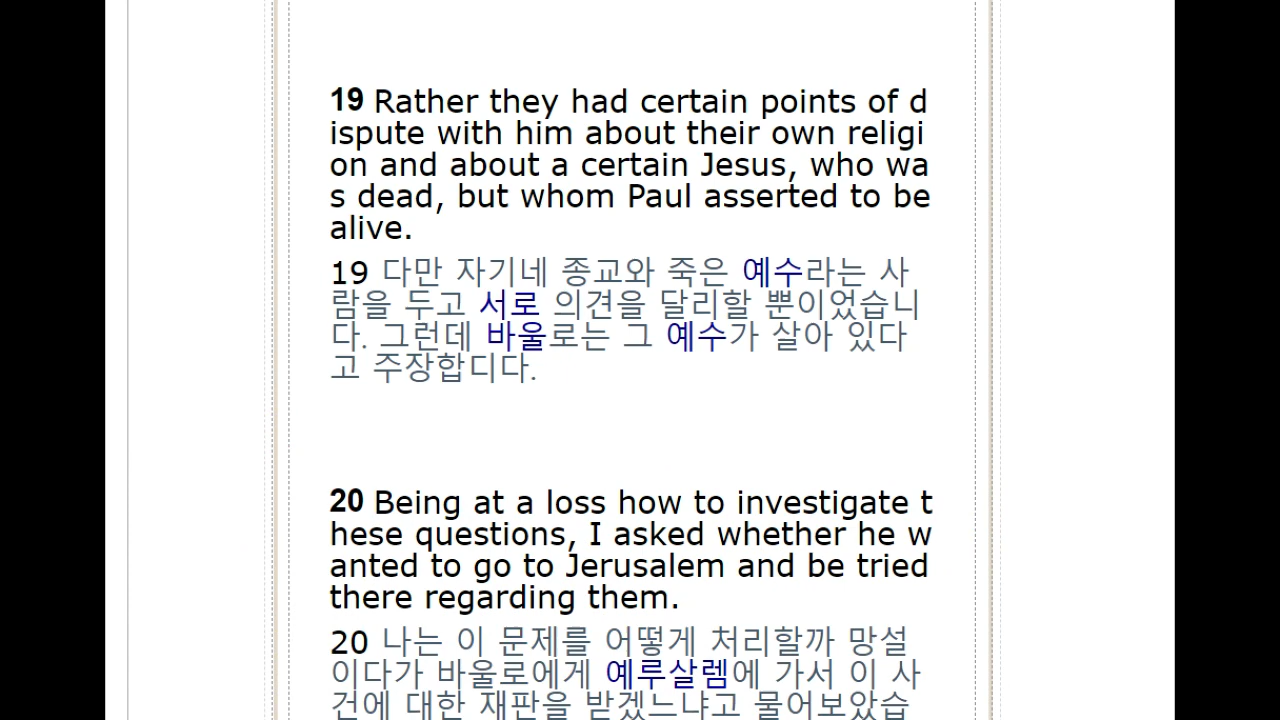 19 Rather they had certain points of d
ispute with him about their own religi
on and about a certain Jesus, who wa
s dead, but whom Paul asserted to be
alive.
19 다만 자기네 종교와 죽은 예수라는 사
람을 두고 서로 의견을 달리할 뿐이었습니
다. 그런데 바울로는 그 예수가 살아 있다
고 주장합디다.
20 Being at a loss how to investigate t
hese questions, I asked whether he w
anted to go to Jerusalem and be tried
there regarding them.
20 나는 이 문제를 어떻게 처리할까 망설
이다가 바울로에게 예루살렘에 가서 이 사
건에 대한 재판을 받겠느냐고 물어보았습